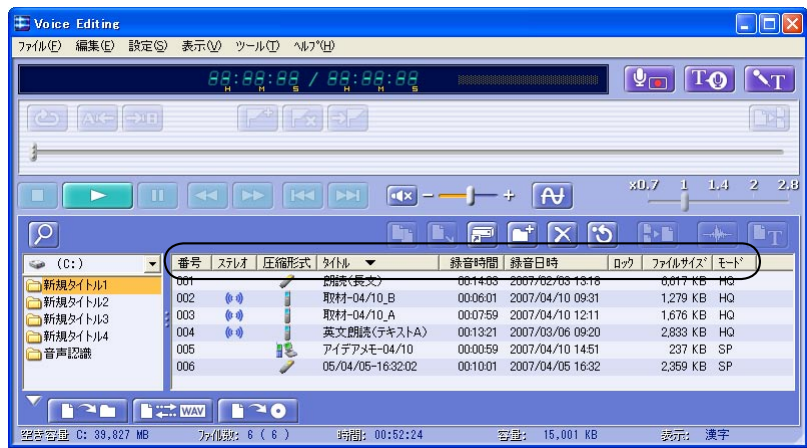 Voice Editing
ファイル(F) 編集(E) 設定(S) 表示(V) ツール(T) ヘルプ(H)
88:88:88 / 88:88:88
H M S H M S
T T
A B
x0.7 1 1.4 2 2.8
T
(C:)
新規タイトル1
新規タイトル2
新規タイトル3
新規タイトル4
音声認識
番号 ステレオ 圧縮形式 タイトル 録音時間 録音日時 ロック ファイルサイズ モード
001 朗読(長文) 00:14:03 2007/02/03 13:18 6,617 KB HQ
002 取材-04/10_B 00:06:01 2007/04/10 09:31 1,279 KB HQ
003 取材-04/10_A 00:07:59 2007/04/10 12:11 1,676 KB HQ
004 英文朗読(テキストA) 00:13:21 2007/03/06 09:20 2,833 KB HQ
005 アイデアメモ-04/10 00:00:59 2007/04/10 14:51 237 KB SP
006 05/04/05-16:32:02 00:10:01 2007/04/05 16:32 2,359 KB SP
WAV
空き容量 C: 39,827 MB ファイル数: 6 ( 6 ) 時間: 00:52:24 容量: 15,001 KB 表示: 漢字